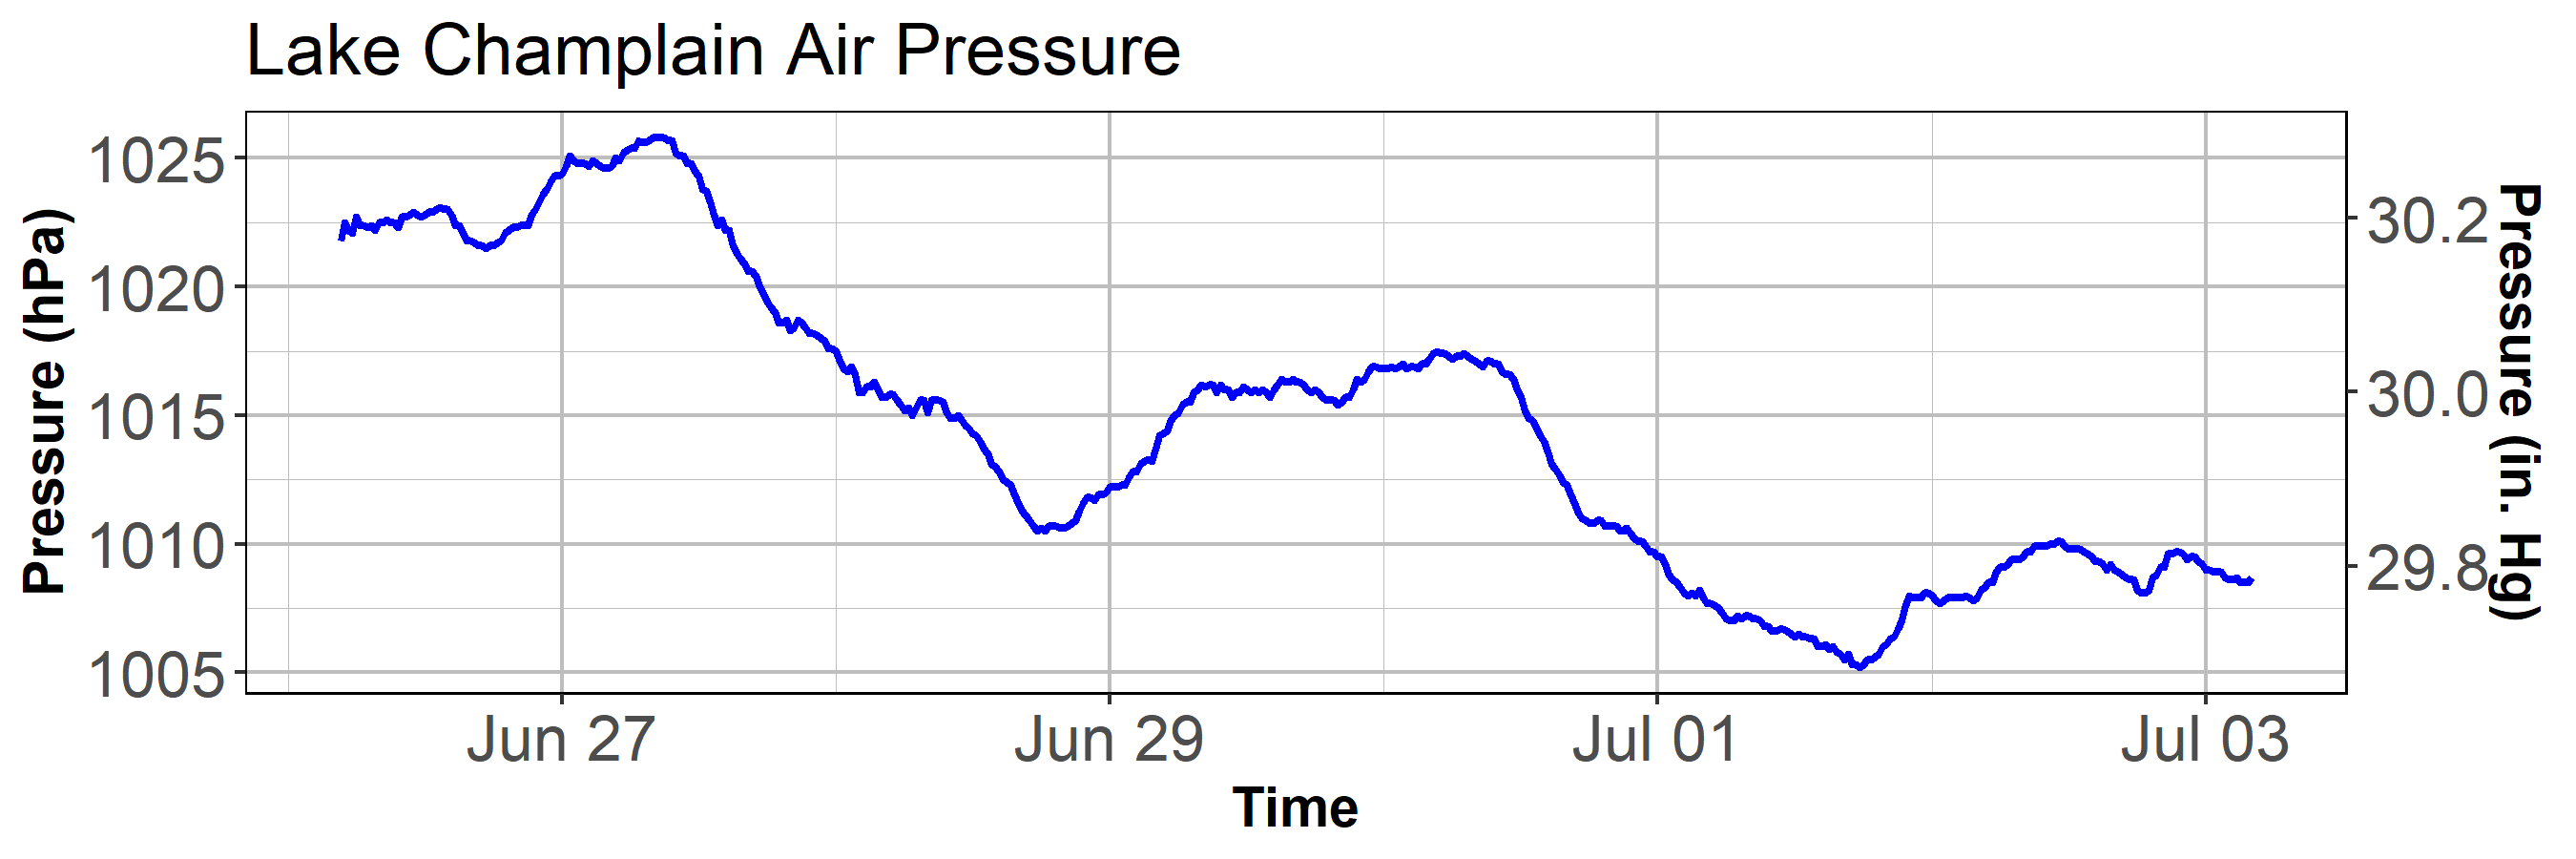 Lake Champlain Air Pressure
Pressure (hPa)
1025
1020
1015
1010
1005
30.2
30.0
29.8
Pressure (in. Hg)
Jun 27
Jun 29
Jul 01
Jul 03
Time